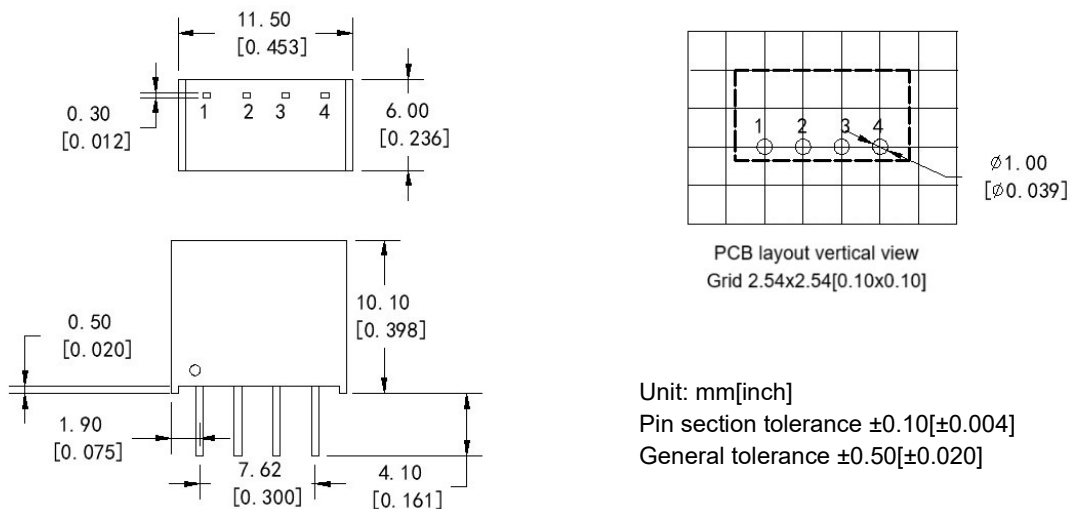 11.50
[0.453]
0.30
[0.012]
1 2 3 4
6.00
[0.236]
1 2 3 4
⌀1.00
[⌀0.039]
PCB layout vertical view
Grid 2.54x2.54[0.10x0.10]
0.50
[0.020]
10.10
[0.398]
1.90
[0.075]
7.62
[0.300]
4.10
[0.161]
Unit: mm[inch]
Pin section tolerance ±0.10[±0.004]
General tolerance ±0.50[±0.020]